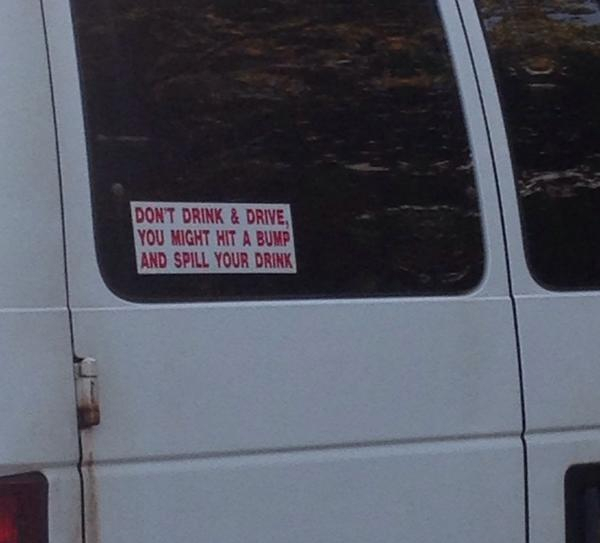 DON'T DRINK & DRIVE,
YOU MIGHT HIT A BUMP
AND SPILL YOUR DRINK